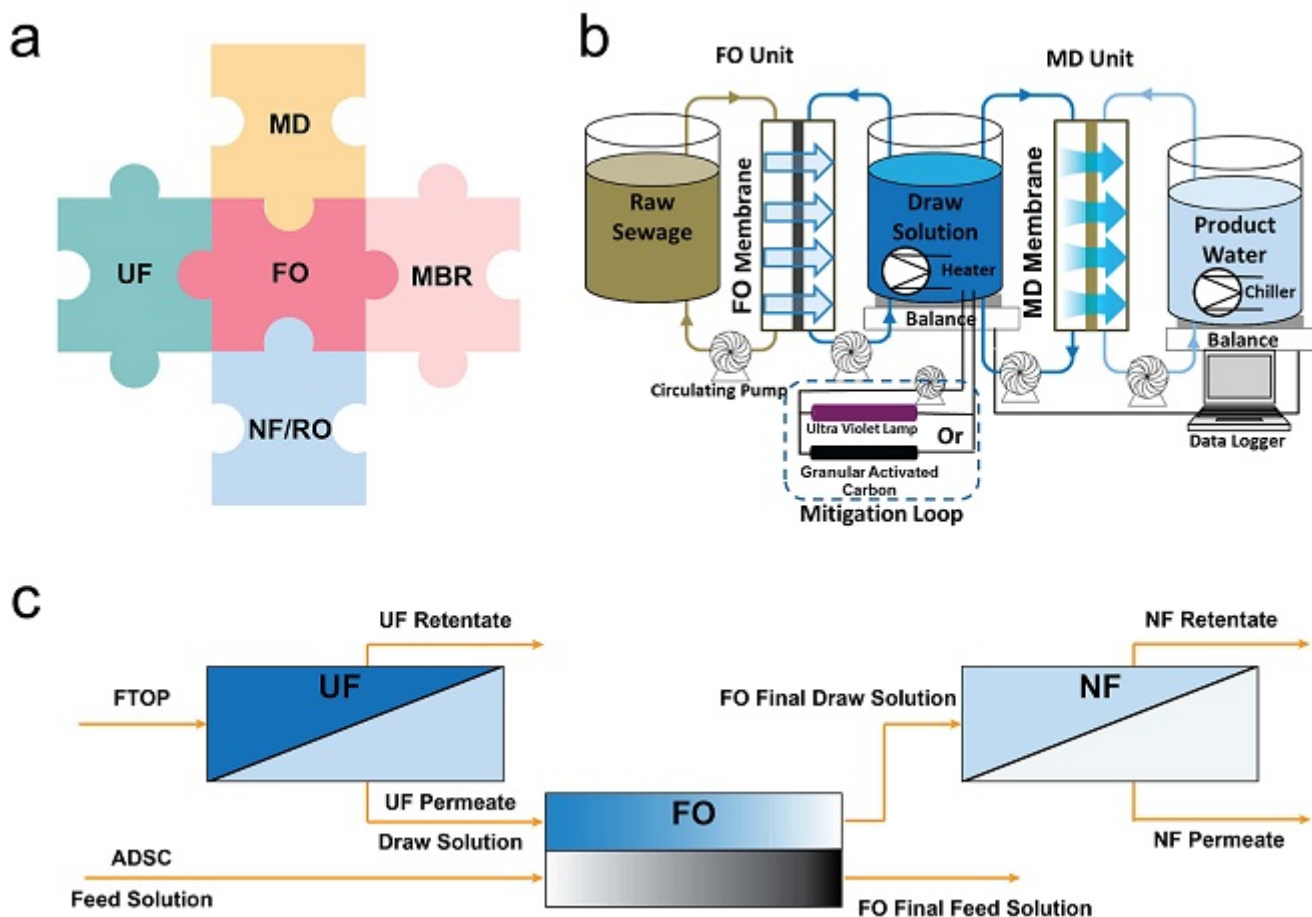 a
MD
UF
FO
MBR
NF/RO
b
FO Unit
MD Unit
Raw
Sewage
FO Membrane
Draw
Solution
Heater
Balance
MD Membrane
Product
Water
Chiller
Balance
Circulating Pump
Ultra Violet Lamp
Or
Granular Activated
Carbon
Mitigation Loop
Data Logger
c
UF Retentate
FTOP
UF
UF Permeate
Draw Solution
ADSC
Feed Solution
FO
FO Final Draw Solution
FO Final Feed Solution
NF Retentate
NF
NF Permeate